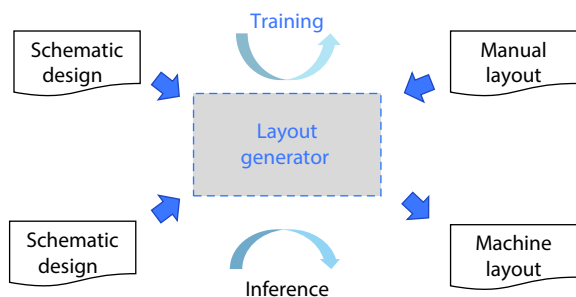 Training
Schematic
design
Manual
layout
Layout
generator
Schematic
design
Machine
layout
Inference